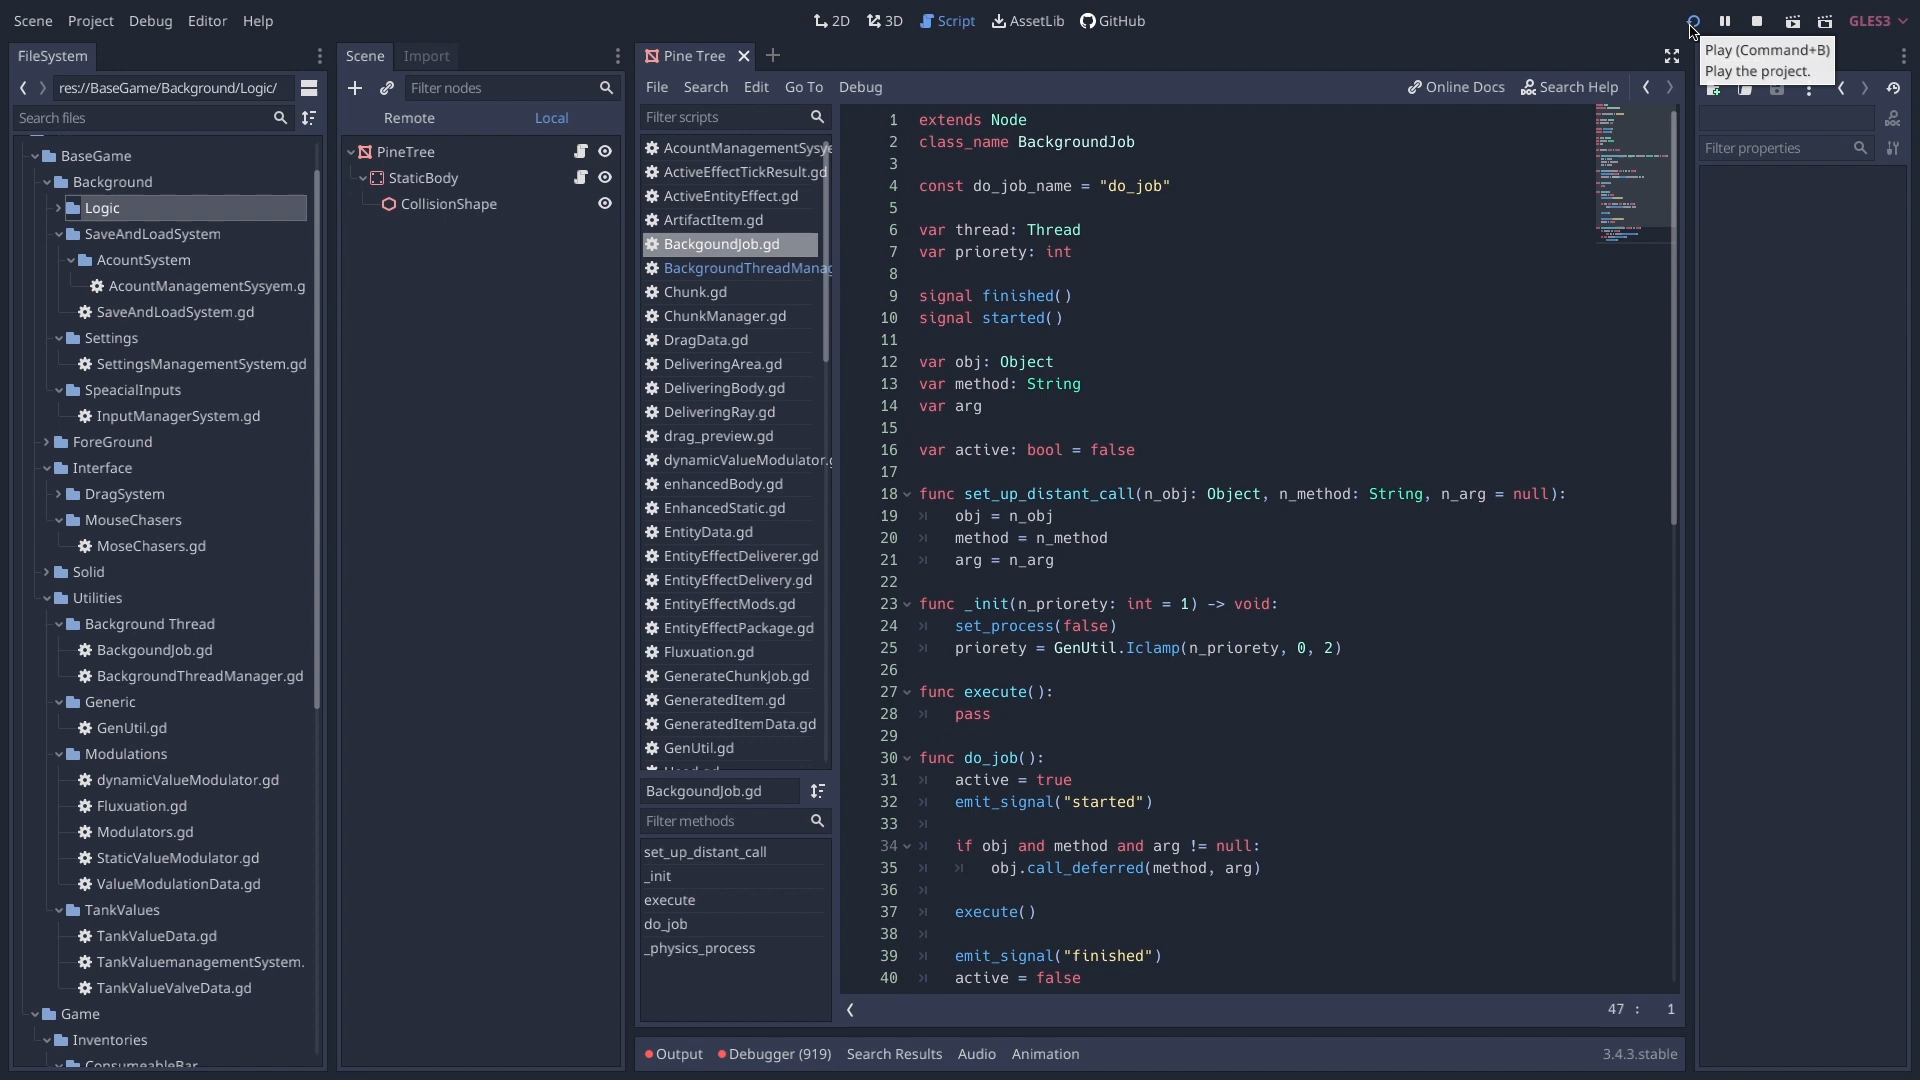 Scene Project Debug Editor Help
2D 3D Script AssetLib GitHub
GLES3
Play (Command+B)
Play the project.
FileSystem
res://BaseGame/Background/Logic/
Search files
BaseGame
Background
Logic
SaveAndLoadSystem
AcountSystem
AcountManagementSysyem.g
SaveAndLoadSystem.gd
Settings
SettingsManagementSystem.gd
SpeacialInputs
InputManagerSystem.gd
ForeGround
Interface
DragSystem
MouseChasers
MoseChasers.gd
Solid
Utilities
Background Thread
BackgoundJob.gd
BackgroundThreadManager.gd
Generic
GenUtil.gd
Modulations
dynamicValueModulator.gd
Fluxuation.gd
Modulators.gd
StaticValueModulator.gd
ValueModulationData.gd
TankValues
TankValueData.gd
TankValuemanagementSystem.
TankValueValveData.gd
Game
Inventories
ConsumeableBar
Scene Import
Filter nodes
Remote Local
PineTree
StaticBody
CollisionShape
Pine Tree
File Search Edit Go To Debug
Online Docs Search Help
Filter scripts
AcountManagementSysye
ActiveEffectTickResult.gd
ActiveEntityEffect.gd
ArtifactItem.gd
BackgoundJob.gd
BackgroundThreadManag
Chunk.gd
ChunkManager.gd
DragData.gd
DeliveringArea.gd
DeliveringBody.gd
DeliveringRay.gd
drag_preview.gd
dynamicValueModulator.g
enhancedBody.gd
EnhancedStatic.gd
EntityData.gd
EntityEffectDeliverer.gd
EntityEffectDelivery.gd
EntityEffectMods.gd
EntityEffectPackage.gd
Fluxuation.gd
GenerateChunkJob.gd
GeneratedItem.gd
GeneratedItemData.gd
GenUtil.gd
BackgoundJob.gd
Filter methods
set_up_distant_call
_init
execute
do_job
_physics_process
1 extends Node
2 class_name BackgroundJob
3
4 const do_job_name = "do_job"
5
6 var thread: Thread
7 var priorety: int
8
9 signal finished()
10 signal started()
11
12 var obj: Object
13 var method: String
14 var arg
15
16 var active: bool = false
17
18 func set_up_distant_call(n_obj: Object, n_method: String, n_arg = null):
19 obj = n_obj
20 method = n_method
21 arg = n_arg
22
23 func _init(n_priorety: int = 1) -> void:
24 set_process(false)
25 priorety = GenUtil.Iclamp(n_priorety, 0, 2)
26
27 func execute():
28 pass
29
30 func do_job():
31 active = true
32 emit_signal("started")
33
34 if obj and method and arg != null:
35 obj.call_deferred(method, arg)
36
37 execute()
38
39 emit_signal("finished")
40 active = false
47 : 1
Output Debugger (919) Search Results Audio Animation
3.4.3.stable
Filter properties